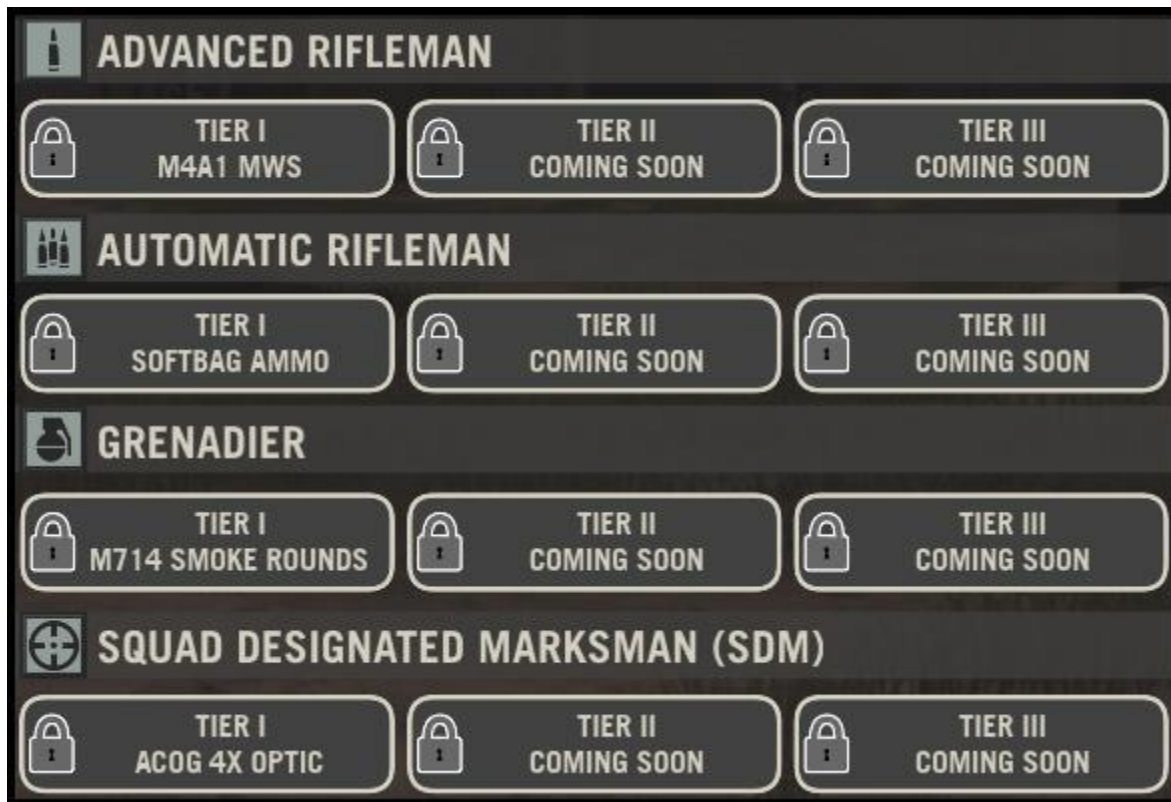 ADVANCED RIFLEMAN
TIER I
M4A1 MWS
TIER II
COMING SOON
TIER III
COMING SOON
AUTOMATIC RIFLEMAN
TIER I
SOFTBAG AMMO
TIER II
COMING SOON
TIER III
COMING SOON
GRENADIER
TIER I
M714 SMOKE ROUNDS
TIER II
COMING SOON
TIER III
COMING SOON
SQUAD DESIGNATED MARKSMAN (SDM)
TIER I
ACOG 4X OPTIC
TIER II
COMING SOON
TIER III
COMING SOON